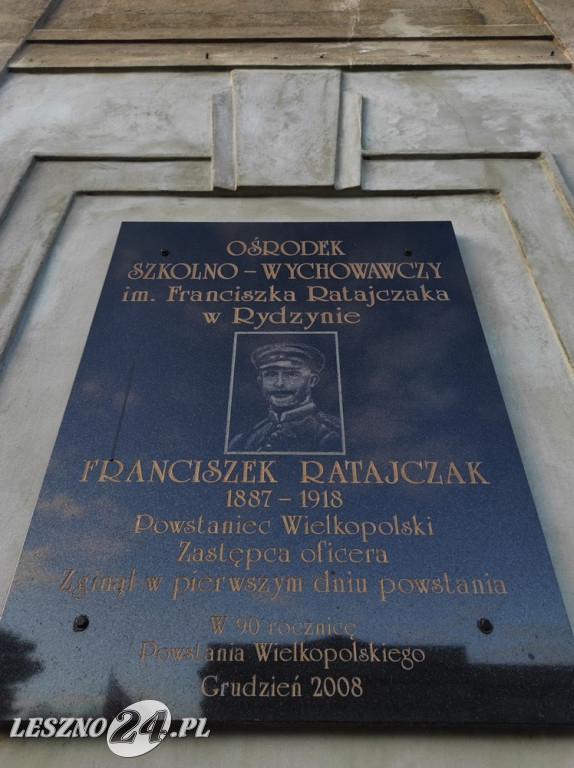 OŚRODEK
SZKOLNO – WYCHOWAWCZY
im. Franciszka Ratajczaka
w Rydzynie
FRANCISZEK RATAJCZAK
1887 – 1918
Powstaniec Wielkopolski
Zastępca oficera
Zginął w pierwszym dniu powstania
W 90 rocznicę
Powstania Wielkopolskiego
Grudzień 2008
LESZNO24.PL